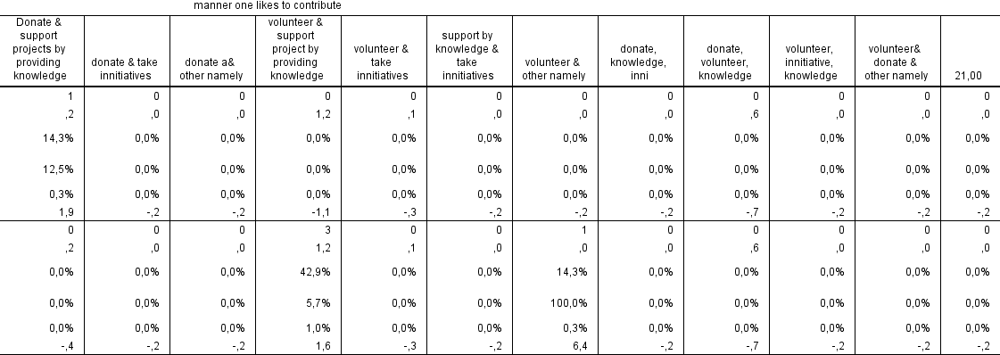 manner one likes to contribute
Donate & support projects by providing knowledge donate & take innitiatives donate a& other namely volunteer & support project by providing knowledge volunteer & take innitiatives support by knowledge & take innitiatives volunteer & other namely donate, knowledge, inni donate, volunteer, knowledge volunteer, innitiative, knowledge volunteer& donate & other namely 21,00
1 0 0 0 0 0 0 0 0 0 0 0
,2 ,0 ,0 1,2 ,1 ,0 ,0 ,0 ,6 ,0 ,0 ,0
14,3% 0,0% 0,0% 0,0% 0,0% 0,0% 0,0% 0,0% 0,0% 0,0% 0,0% 0,0%
12,5% 0,0% 0,0% 0,0% 0,0% 0,0% 0,0% 0,0% 0,0% 0,0% 0,0% 0,0%
0,3% 0,0% 0,0% 0,0% 0,0% 0,0% 0,0% 0,0% 0,0% 0,0% 0,0% 0,0%
1,9 -,2 -,2 -1,1 -,3 -,2 -,2 -,2 -,7 -,2 -,2 -,2
0 0 0 3 0 0 1 0 0 0 0 0
,2 ,0 ,0 1,2 ,1 ,0 ,0 ,0 ,6 ,0 ,0 ,0
0,0% 0,0% 0,0% 42,9% 0,0% 0,0% 14,3% 0,0% 0,0% 0,0% 0,0% 0,0%
0,0% 0,0% 0,0% 5,7% 0,0% 0,0% 100,0% 0,0% 0,0% 0,0% 0,0% 0,0%
0,0% 0,0% 0,0% 1,0% 0,0% 0,0% 0,3% 0,0% 0,0% 0,0% 0,0% 0,0%
-,4 -,2 -,2 1,6 -,3 -,2 6,4 -,2 -,7 -,2 -,2 -,2